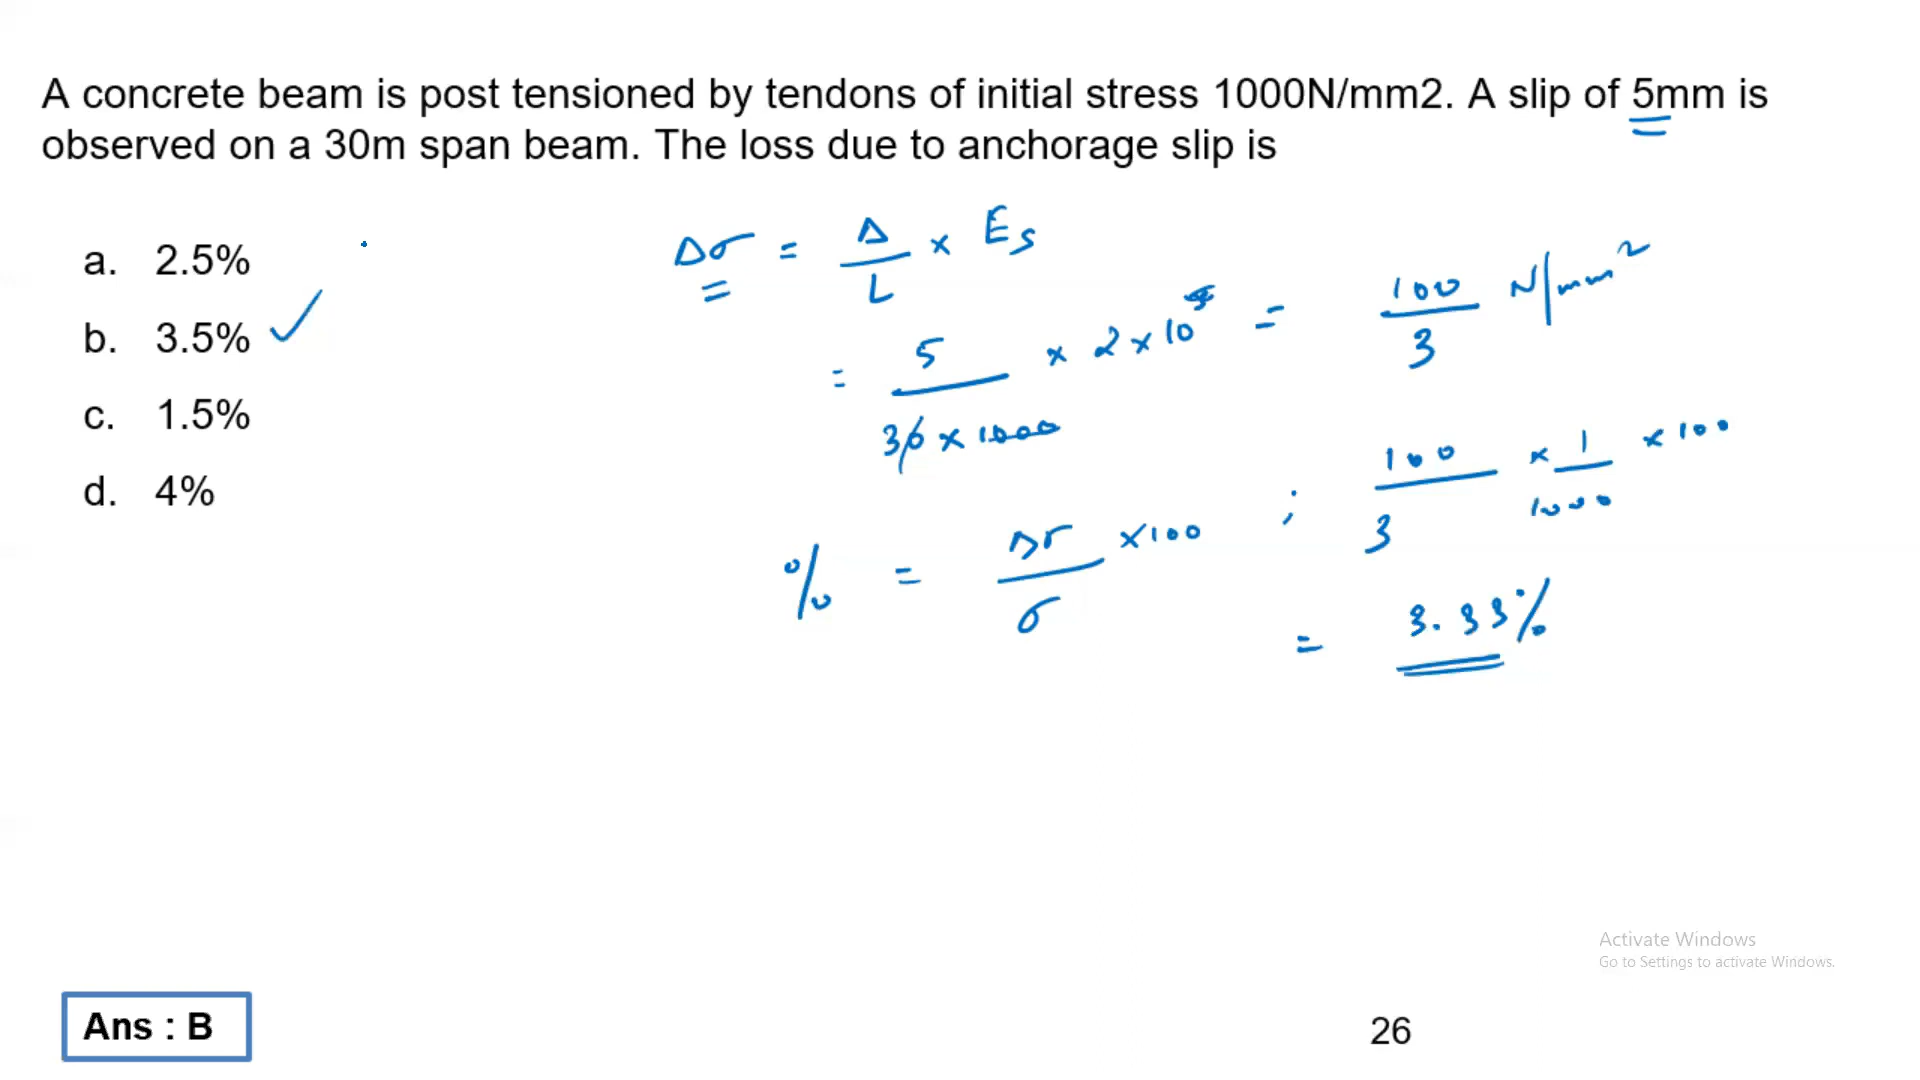 A concrete beam is post tensioned by tendons of initial stress 1000N/mm2. A slip of 5mm is
observed on a 30m span beam. The loss due to anchorage slip is
a. 2.5%
b. 3.5% ✓
c. 1.5%
d. 4%
Δσ = Δ/L × Es
= 5/(30 × 1000) × 2 × 10^5 = 100/3 N/mm²
% = Δσ/σ × 100 ; 100/3 × 1/1000 × 100
= 3.33%
Activate Windows
Go to Settings to activate Windows.
Ans : B
26